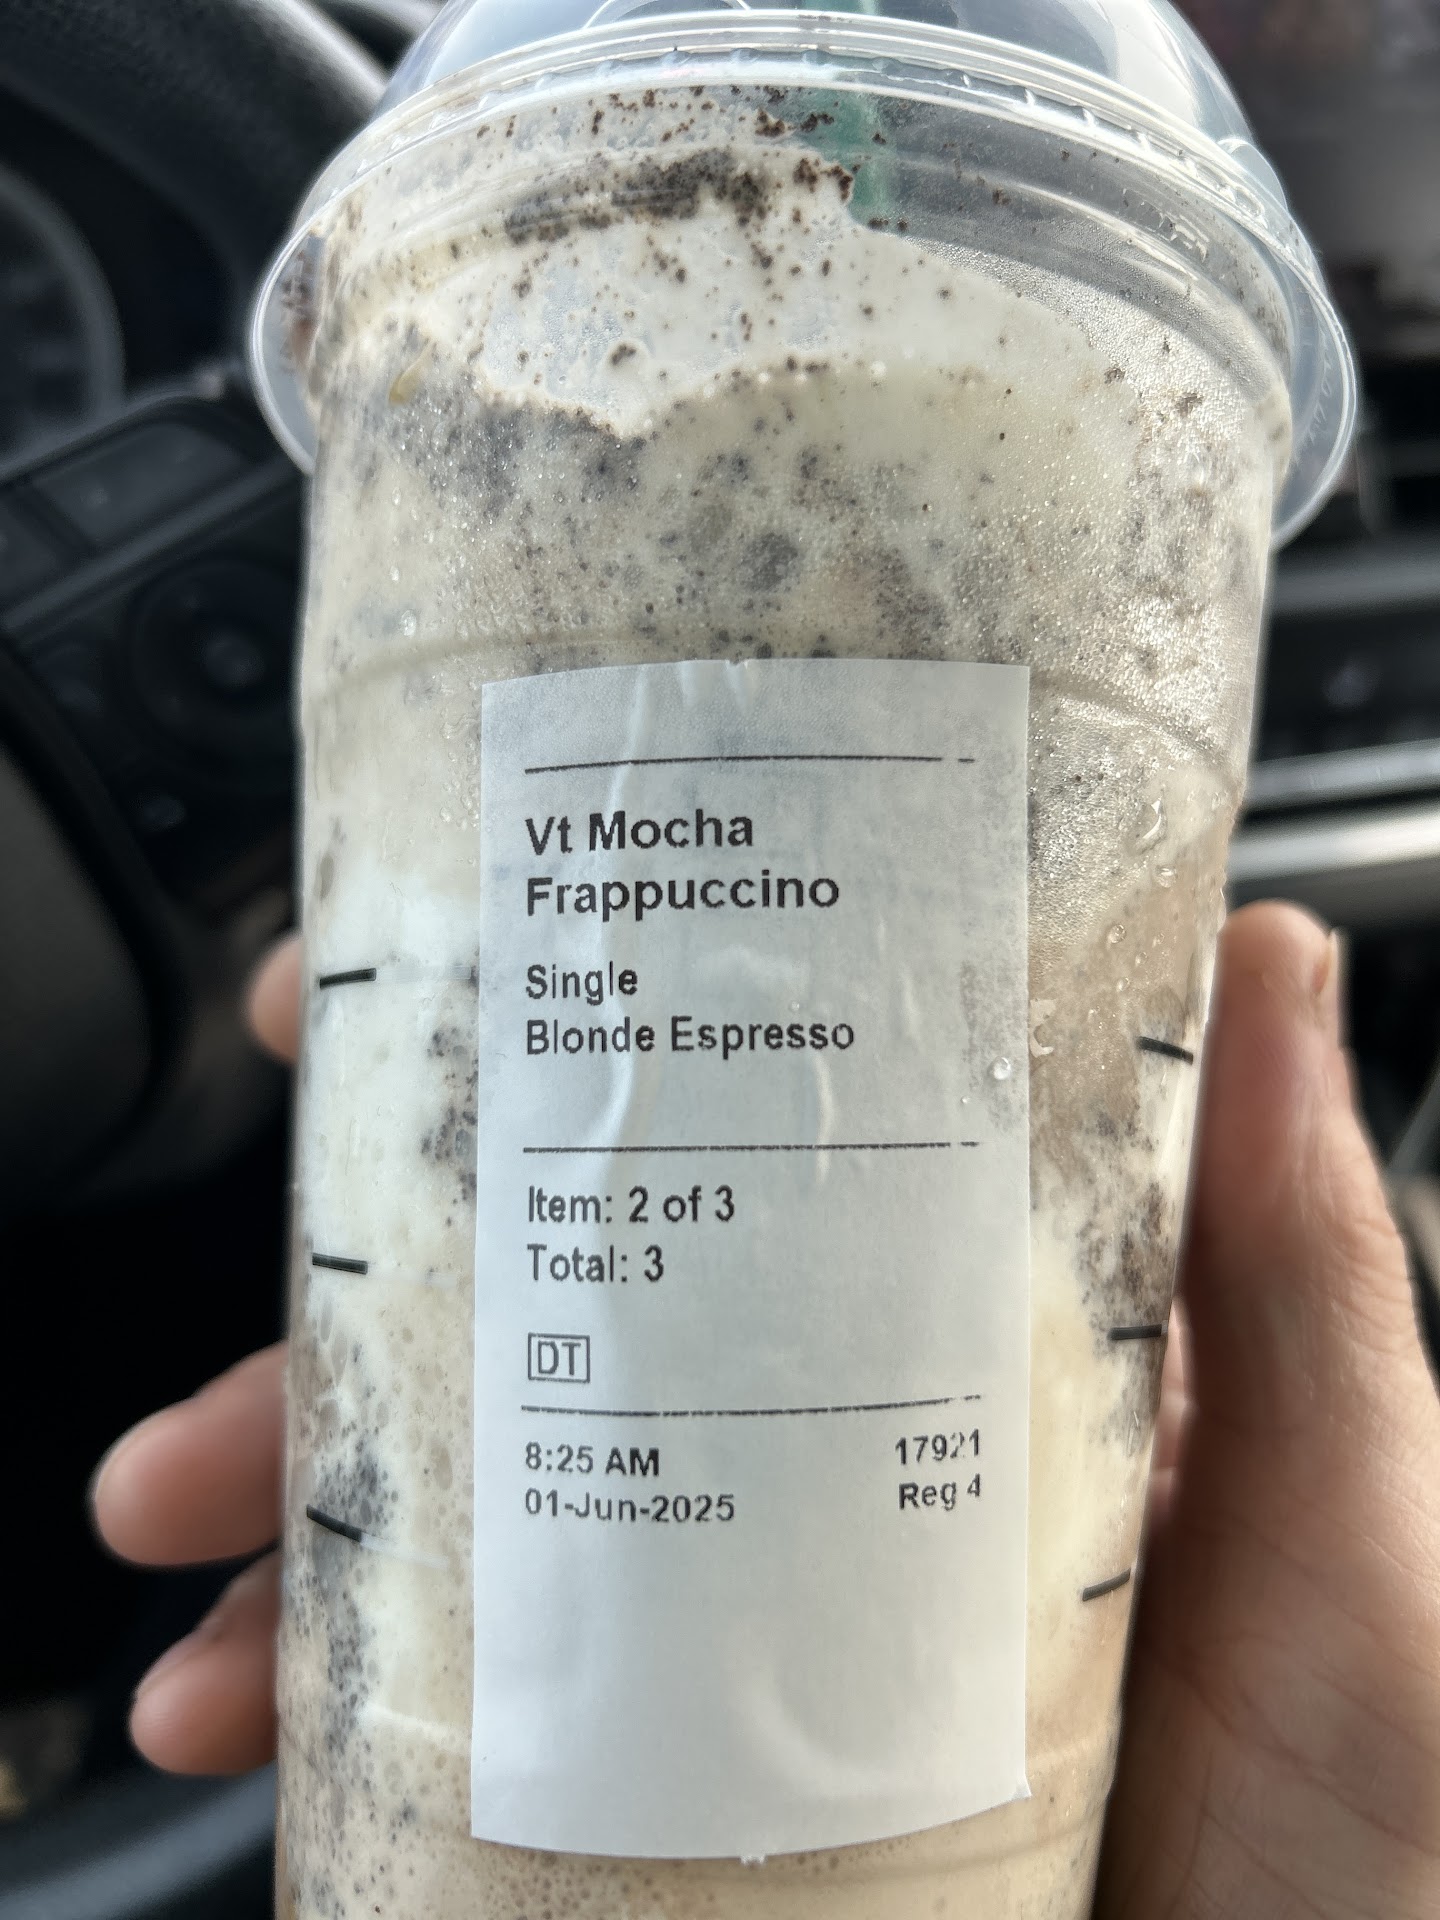 Vt Mocha
Frappuccino
Single
Blonde Espresso
Item: 2 of 3
Total: 3
DT
8:25 AM 17921
01-Jun-2025 Reg 4